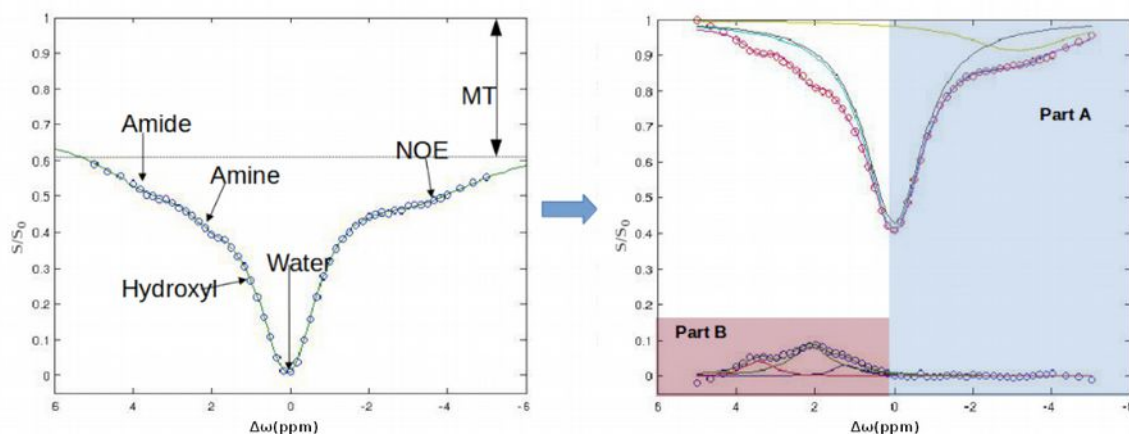 1
0.9
0.8
0.7
0.6
0.5
0.4
0.3
0.2
0.1
0
S/S0
MT
Amide
NOE
Amine
Water
Hydroxyl
6 4 2 0 -2 -4 -6
Δω(ppm)
1
0.9
0.8
0.7
0.6
0.5
0.4
0.3
0.2
0.1
0
S/S0
Part A
Part B
6 4 2 0 -2 -4 -6
Δω(ppm)